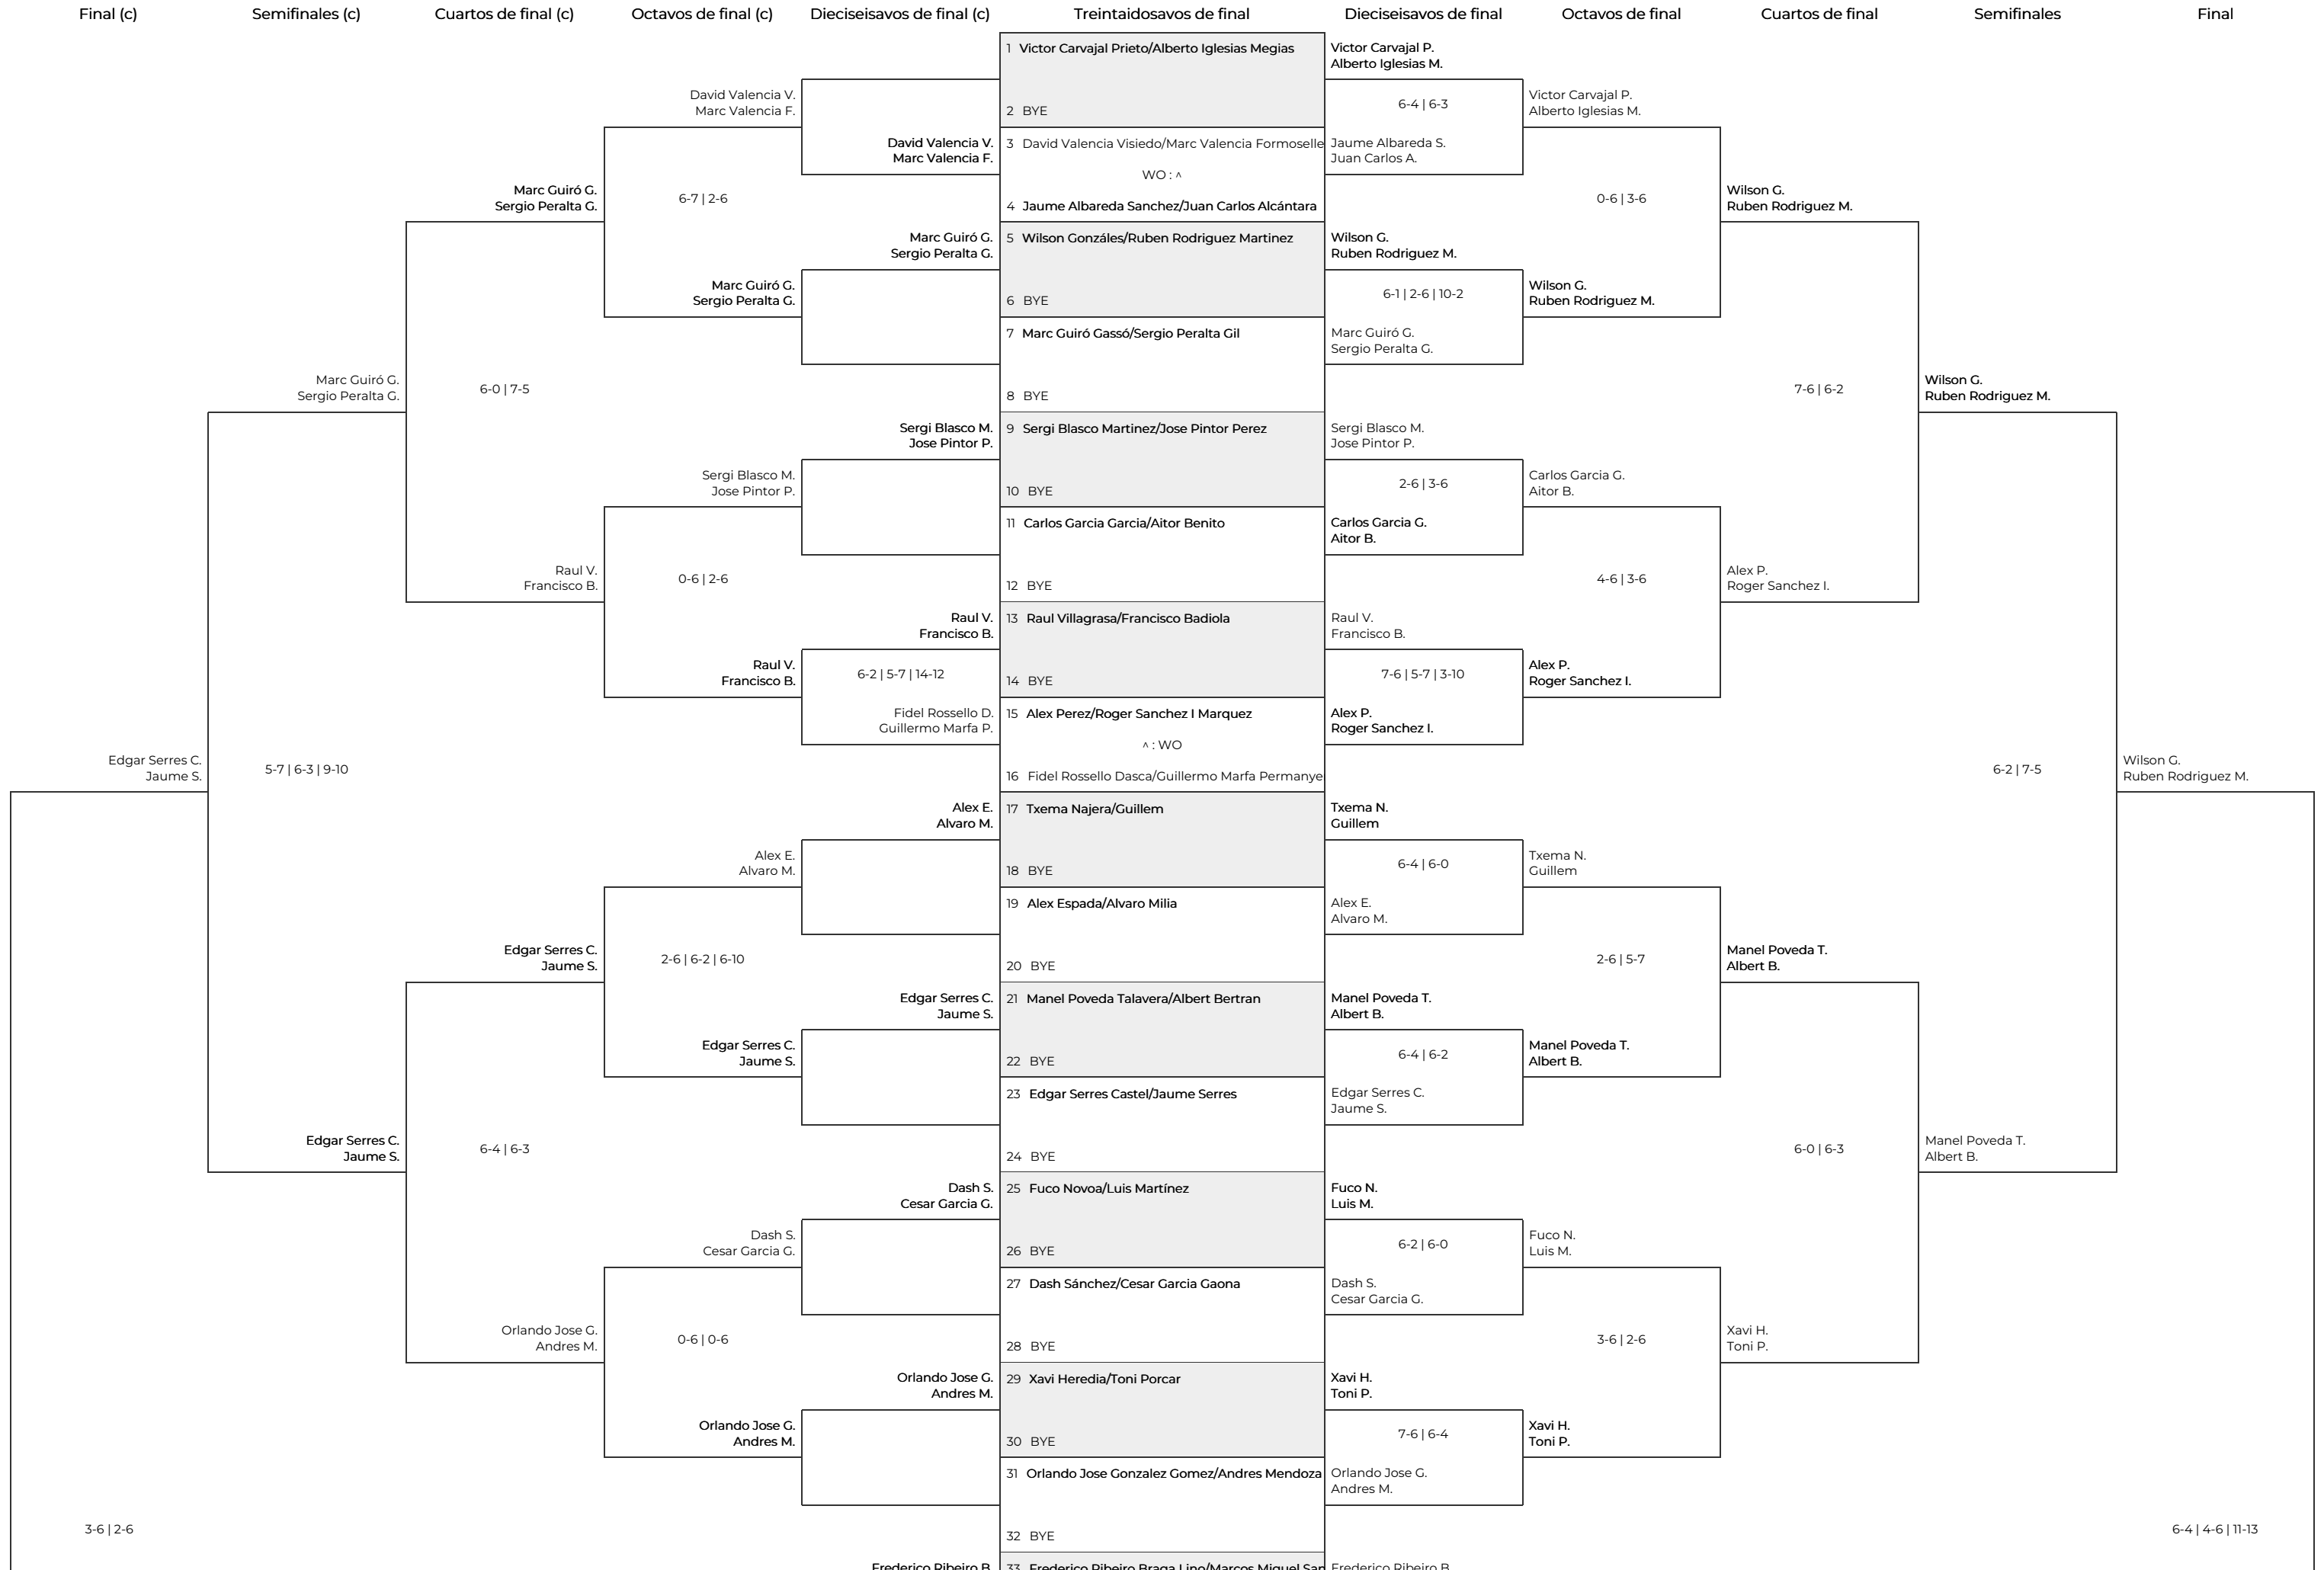 Final (c) Semifinales (c) Cuartos de final (c) Octavos de final (c) Dieciseisavos de final (c) Treintaidosavos de final Dieciseisavos de final Octavos de final Cuartos de final Semifinales Final
1 Victor Carvajal Prieto/Alberto Iglesias Megias Victor Carvajal P.
Alberto Iglesias M.
David Valencia V. 6-4 | 6-3 Victor Carvajal P.
Marc Valencia F. 2 BYE Alberto Iglesias M.
David Valencia V. 3 David Valencia Visiedo/Marc Valencia Formoselle Jaume Albareda S.
Marc Valencia F. Juan Carlos A.
WO : ^
Marc Guiró G. 6-7 | 2-6 0-6 | 3-6 Wilson G.
Sergio Peralta G. 4 Jaume Albareda Sanchez/Juan Carlos Alcántara Ruben Rodriguez M.
Marc Guiró G. 5 Wilson Gonzáles/Ruben Rodriguez Martinez Wilson G.
Sergio Peralta G. Ruben Rodriguez M.
Marc Guiró G. 6-1 | 2-6 | 10-2 Wilson G.
Sergio Peralta G. 6 BYE Ruben Rodriguez M.
7 Marc Guiró Gassó/Sergio Peralta Gil Marc Guiró G.
Sergio Peralta G.
Marc Guiró G. 6-0 | 7-5 7-6 | 6-2 Wilson G.
Sergio Peralta G. 8 BYE Ruben Rodriguez M.
Sergi Blasco M. 9 Sergi Blasco Martinez/Jose Pintor Perez Sergi Blasco M.
Jose Pintor P. Jose Pintor P.
Sergi Blasco M. 2-6 | 3-6 Carlos Garcia G.
Jose Pintor P. 10 BYE Aitor B.
11 Carlos Garcia Garcia/Aitor Benito Carlos Garcia G.
Aitor B.
Raul V. 0-6 | 2-6 4-6 | 3-6 Alex P.
Francisco B. 12 BYE Roger Sanchez I.
Raul V. 13 Raul Villagrasa/Francisco Badiola Raul V.
Francisco B. Francisco B.
Raul V. 6-2 | 5-7 | 14-12 7-6 | 5-7 | 3-10 Alex P.
Francisco B. 14 BYE Roger Sanchez I.
Fidel Rossello D. 15 Alex Perez/Roger Sanchez I Marquez Alex P.
Guillermo Marfa P. Roger Sanchez I.
^ : WO
Edgar Serres C. 5-7 | 6-3 | 9-10 6-2 | 7-5 Wilson G.
Jaume S. 16 Fidel Rossello Dasca/Guillermo Marfa Permanye Ruben Rodriguez M.
Alex E. 17 Txema Najera/Guillem Txema N.
Alvaro M. Guillem
Alex E. 6-4 | 6-0 Txema N.
Alvaro M. 18 BYE Guillem
19 Alex Espada/Alvaro Milia Alex E.
Alvaro M.
Edgar Serres C. 2-6 | 6-2 | 6-10 2-6 | 5-7 Manel Poveda T.
Jaume S. 20 BYE Albert B.
Edgar Serres C. 21 Manel Poveda Talavera/Albert Bertran Manel Poveda T.
Jaume S. Albert B.
Edgar Serres C. 6-4 | 6-2 Manel Poveda T.
Jaume S. 22 BYE Albert B.
23 Edgar Serres Castel/Jaume Serres Edgar Serres C.
Jaume S.
Edgar Serres C. 6-4 | 6-3 6-0 | 6-3 Manel Poveda T.
Jaume S. 24 BYE Albert B.
Dash S. 25 Fuco Novoa/Luis Martínez Fuco N.
Cesar Garcia G. Luis M.
Dash S. 6-2 | 6-0 Fuco N.
Cesar Garcia G. 26 BYE Luis M.
27 Dash Sánchez/Cesar Garcia Gaona Dash S.
Cesar Garcia G.
Orlando Jose G. 0-6 | 0-6 3-6 | 2-6 Xavi H.
Andres M. 28 BYE Toni P.
Orlando Jose G. 29 Xavi Heredia/Toni Porcar Xavi H.
Andres M. Toni P.
Orlando Jose G. 7-6 | 6-4 Xavi H.
Andres M. 30 BYE Toni P.
31 Orlando Jose Gonzalez Gomez/Andres Mendoza Orlando Jose G.
Andres M.
3-6 | 2-6 32 BYE 6-4 | 4-6 | 11-13
Frederico Ribeiro B. 33 Frederico Ribeiro Braga Lino/Marcos Miguel San Frederico Ribeiro B.